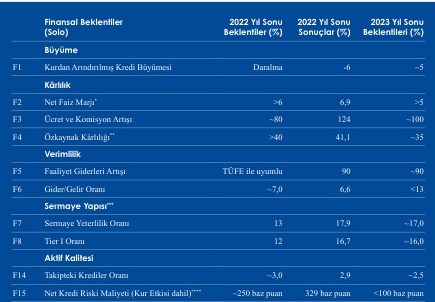 Finansal Beklentiler (Solo) 2022 Yıl Sonu Beklentiler (%) 2022 Yıl Sonu Sonuçlar (%) 2023 Yıl Sonu Beklentileri (%)
Büyüme
F1 Kurdan Arındırılmış Kredi Büyümesi Daralma -6 ~5
Kârlılık
F2 Net Faiz Marjı* >6 6,9 >5
F3 Ücret ve Komisyon Artışı ~80 124 ~100
F4 Özkaynak Kârlılığı** >40 41,1 ~35
Verimlilik
F5 Faaliyet Giderleri Artışı TÜFE ile uyumlu 90 ~90
F6 Gider/Gelir Oranı ~7,0 6,6 <13
Sermaye Yapısı***
F7 Sermaye Yeterlilik Oranı 13 17,9 ~17,0
F8 Tier I Oranı 12 16,7 ~16,0
Aktif Kalitesi
F14 Takipteki Krediler Oranı ~3,0 2,9 ~2,5
F15 Net Kredi Riski Maliyeti (Kur Etkisi dahil)**** ~250 baz puan 329 baz puan <100 baz puan